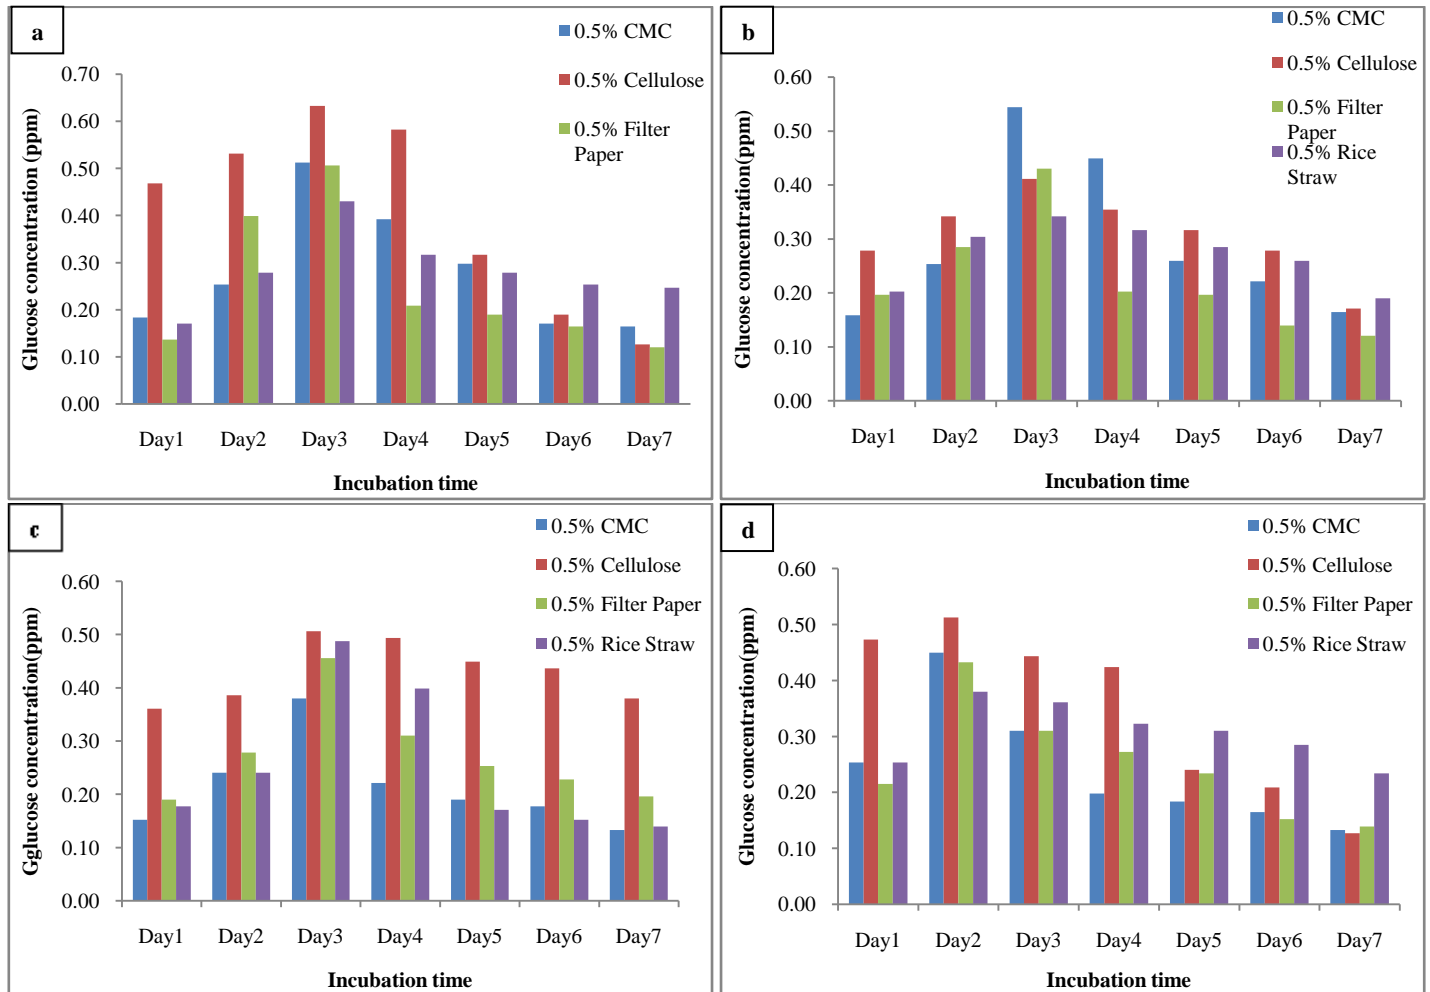 a
0.5% CMC
0.5% Cellulose
0.5% Filter
Paper
Glucose concentration (ppm)
0.70
0.60
0.50
0.40
0.30
0.20
0.10
0.00
Day1 Day2 Day3 Day4 Day5 Day6 Day7
Incubation time
b
0.5% CMC
0.5% Cellulose
0.5% Filter
Paper
0.5% Rice
Straw
Glucose concentration(ppm)
0.60
0.50
0.40
0.30
0.20
0.10
0.00
Day1 Day2 Day3 Day4 Day5 Day6 Day7
Incubation time
c
0.5% CMC
0.5% Cellulose
0.5% Filter Paper
0.5% Rice Straw
Gglucose concentration(ppm)
0.60
0.50
0.40
0.30
0.20
0.10
0.00
Day1 Day2 Day3 Day4 Day5 Day6 Day7
Incubation time
d
0.5% CMC
0.5% Cellulose
0.5% Filter Paper
0.5% Rice Straw
Glucose concentration(ppm)
0.60
0.50
0.40
0.30
0.20
0.10
0.00
Day1 Day2 Day3 Day4 Day5 Day6 Day7
Incubation time